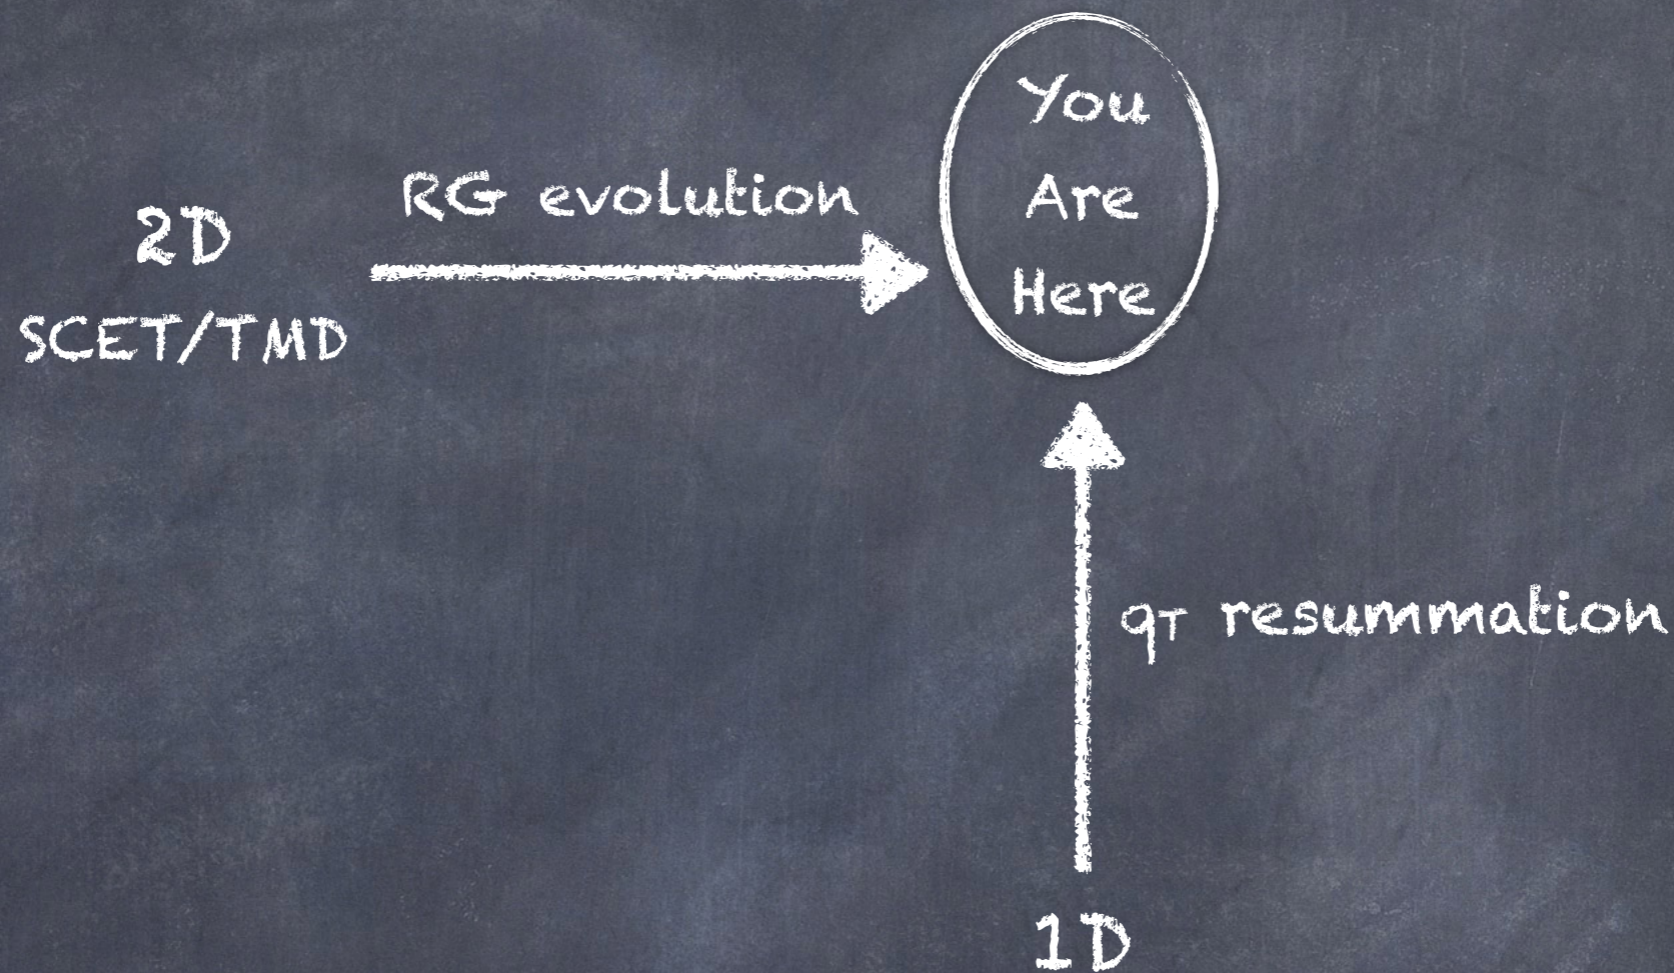 You
Are
Here
RG evolution
2D
SCET/TMD
qT resummation
1D